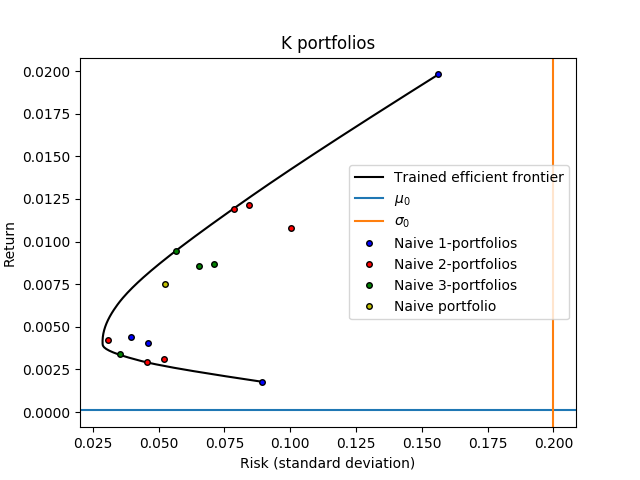 K portfolios
0.0200
0.0175
0.0150
0.0125
0.0100
0.0075
0.0050
0.0025
0.0000
Return
Trained efficient frontier
μ₀
σ₀
Naive 1-portfolios
Naive 2-portfolios
Naive 3-portfolios
Naive portfolio
0.025 0.050 0.075 0.100 0.125 0.150 0.175 0.200
Risk (standard deviation)